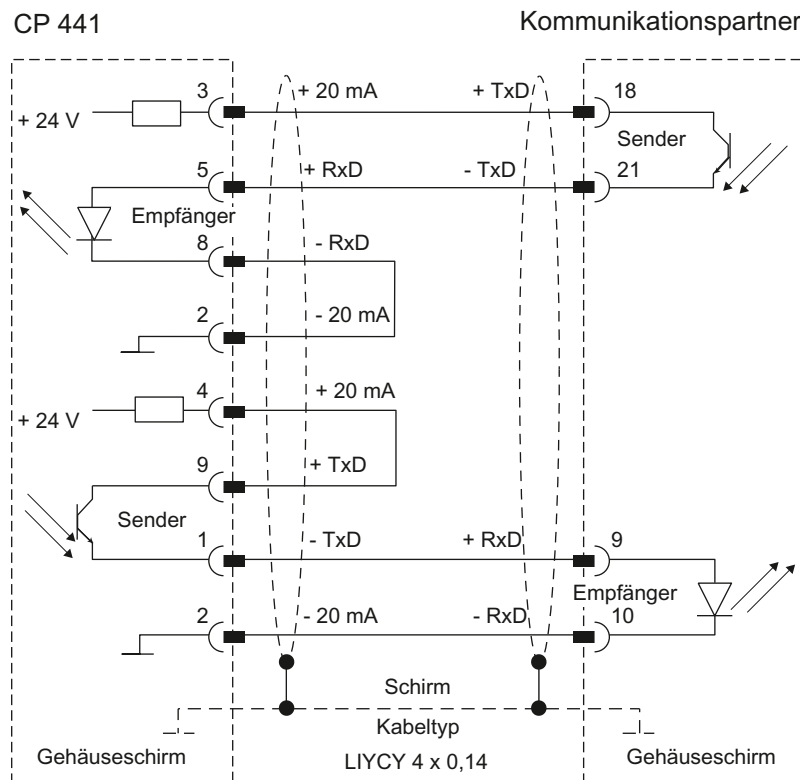 CP 441
Kommunikationspartner
3
+ 20 mA
+ TxD
18
+ 24 V
Sender
5
+ RxD
- TxD
21
Empfänger
8
- RxD
2
- 20 mA
4
+ 20 mA
+ 24 V
9
+ TxD
Sender
1
- TxD
+ RxD
9
Empfänger
2
- 20 mA
- RxD
10
Schirm
Kabeltyp
Gehäuseschirm
LIYCY 4 x 0,14
Gehäuseschirm